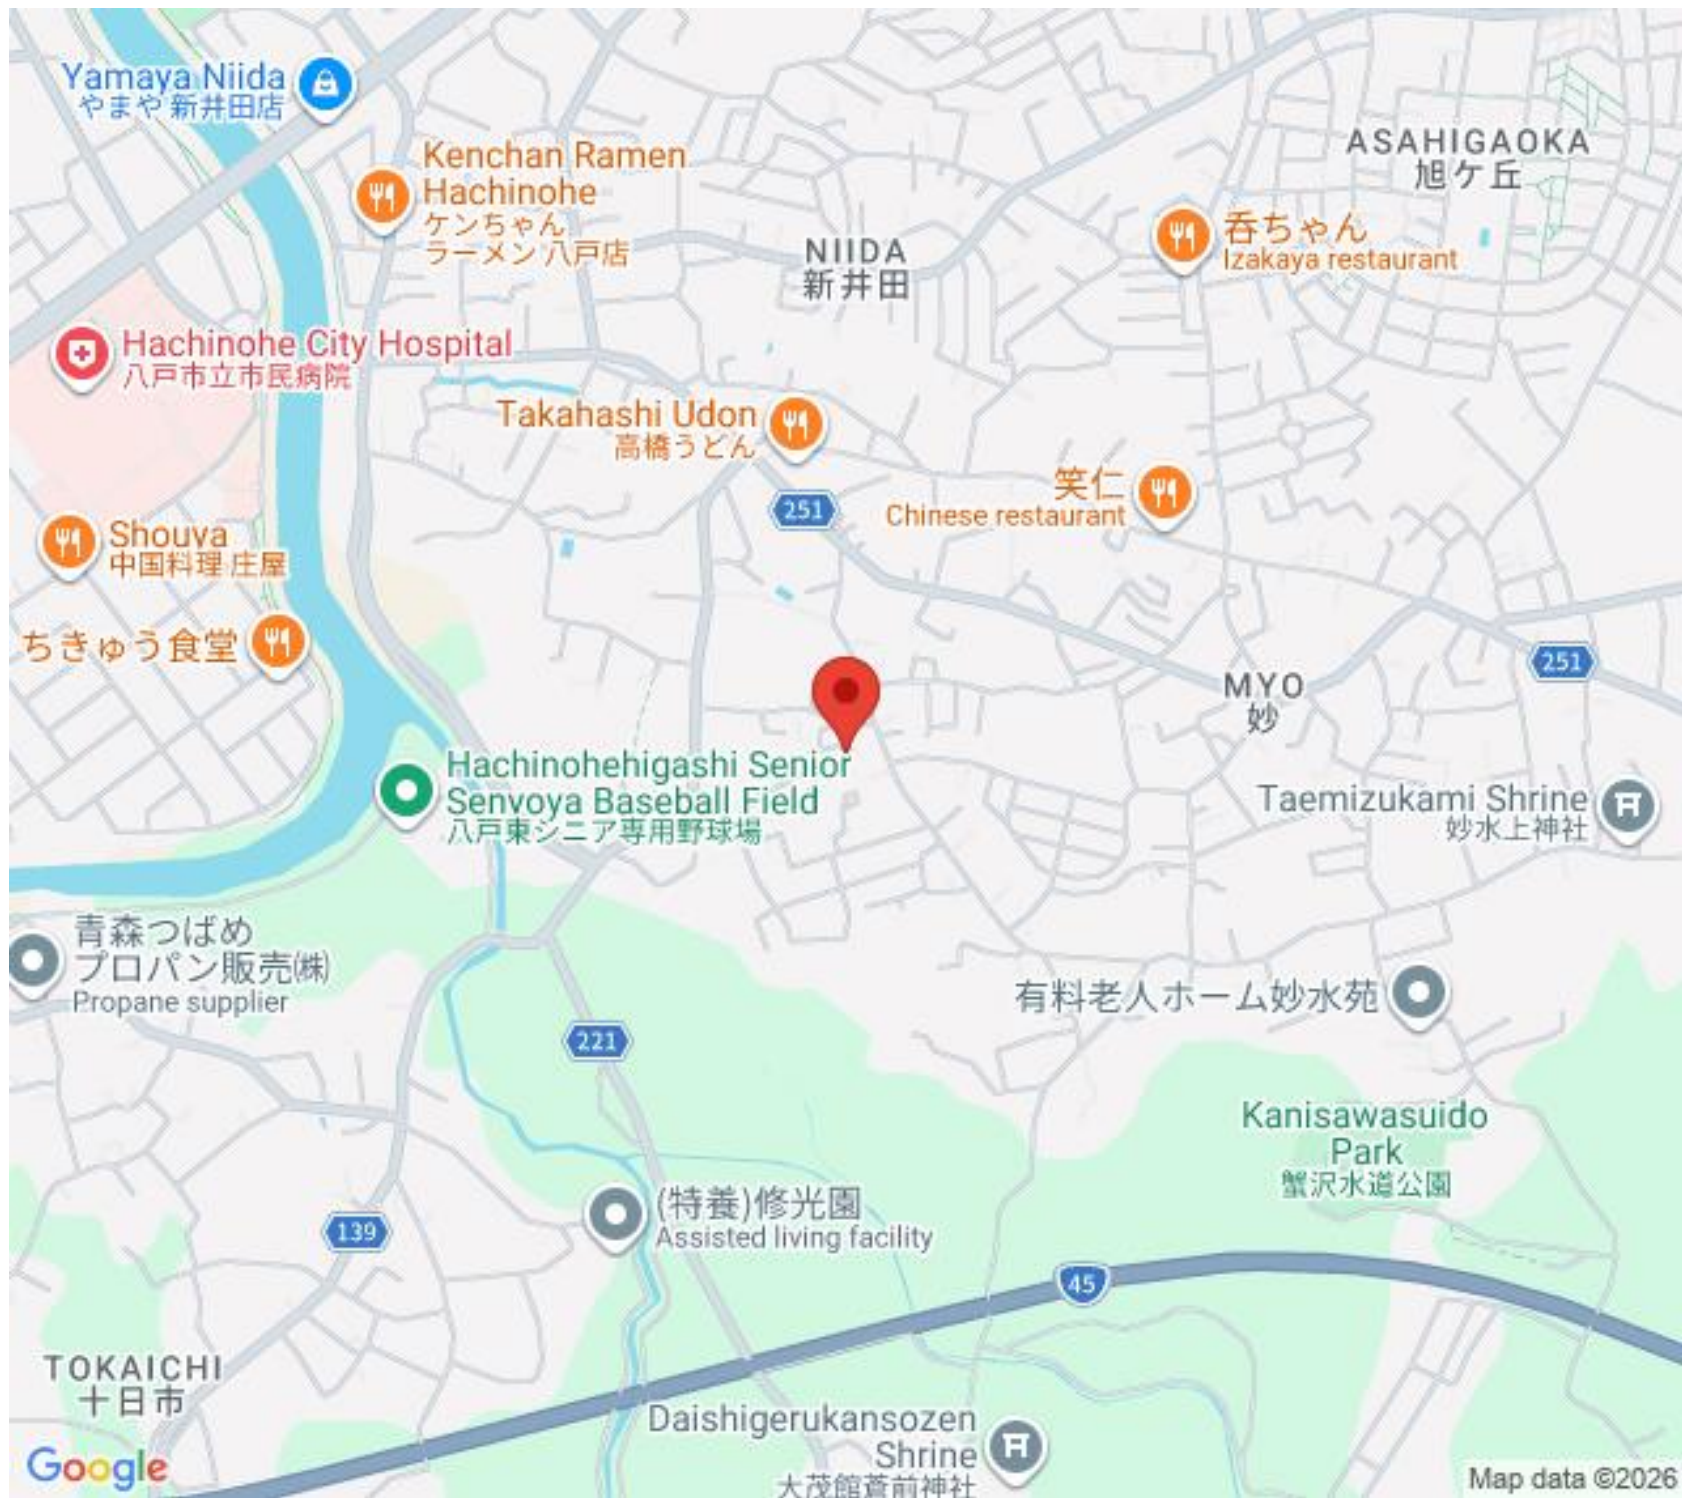 Yamaya Niida
やまや 新井田店
Kenchan Ramen
Hachinohe
ケンちゃん
ラーメン 八戸店
ASAHIGAOKA
旭ケ丘
NIIDA
新井田
呑ちゃん
Izakaya restaurant
Hachinohe City Hospital
八戸市立市民病院
Takahashi Udon
高橋うどん
251
笑仁
Chinese restaurant
Shouya
中国料理 庄屋
ちきゅう食堂
251
MYO
妙
Hachinohehigashi Senior
Senvoya Baseball Field
八戸東シニア専用野球場
Taemizukami Shrine
妙水上神社
青森つばめ
プロパン販売㈱
Propane supplier
有料老人ホーム妙水苑
221
Kanisawasuido
Park
蟹沢水道公園
(特養)修光園
Assisted living facility
139
45
TOKAICHI
十日市
Daishigerukansozen
Shrine
大茂館蒼前神社
Google
Map data ©2026